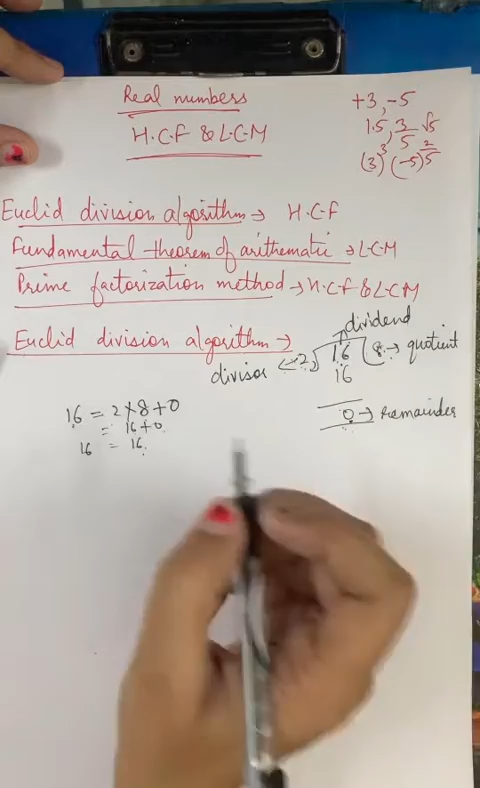 Real numbers
H.C.F & L.C.M
+3, -5
1.5, 3/5, √5
(3)^3 (-5)^2/5
Euclid division algorithm → H.C.F
Fundamental theorem of arithematic → L.C.M
Prime factorization method → H.C.F & L.C.M
Euclid division algorithm →
dividend
divisor ← 2) 16 ( 8 → quotient
16
0 → Remainder
16 = 2 × 8 + 0
= 16 + 0
16 = 16